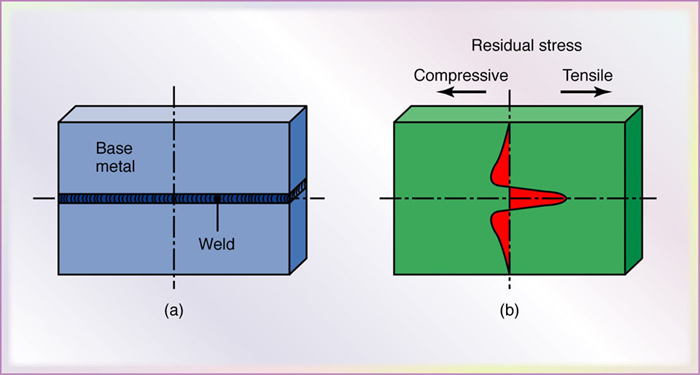 Base
metal
Weld
(a)
Residual stress
Compressive
Tensile
(b)